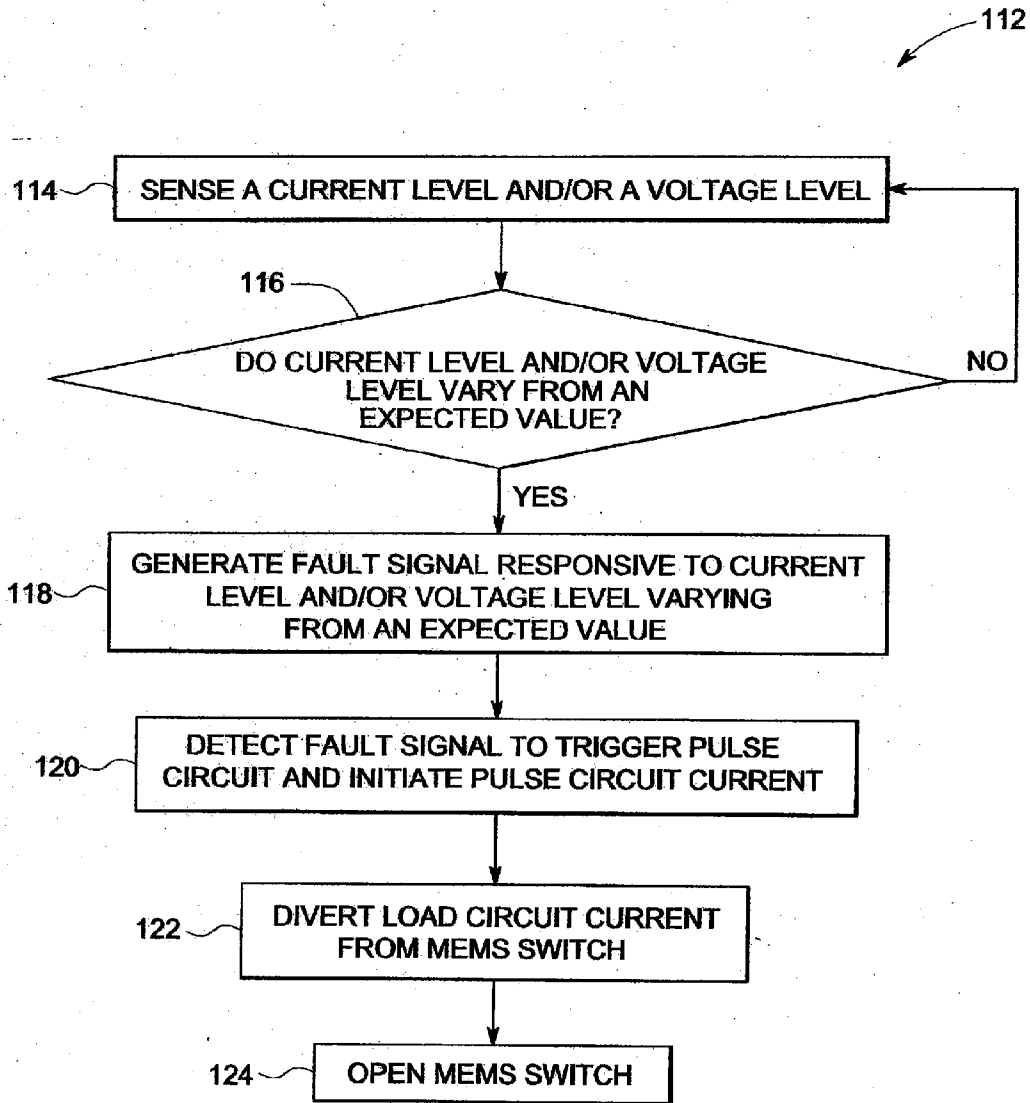 112
114
SENSE A CURRENT LEVEL AND/OR A VOLTAGE LEVEL
116
DO CURRENT LEVEL AND/OR VOLTAGE
LEVEL VARY FROM AN
EXPECTED VALUE?
NO
YES
118
GENERATE FAULT SIGNAL RESPONSIVE TO CURRENT
LEVEL AND/OR VOLTAGE LEVEL VARYING
FROM AN EXPECTED VALUE
120
DETECT FAULT SIGNAL TO TRIGGER PULSE
CIRCUIT AND INITIATE PULSE CIRCUIT CURRENT
122
DIVERT LOAD CIRCUIT CURRENT
FROM MEMS SWITCH
124
OPEN MEMS SWITCH